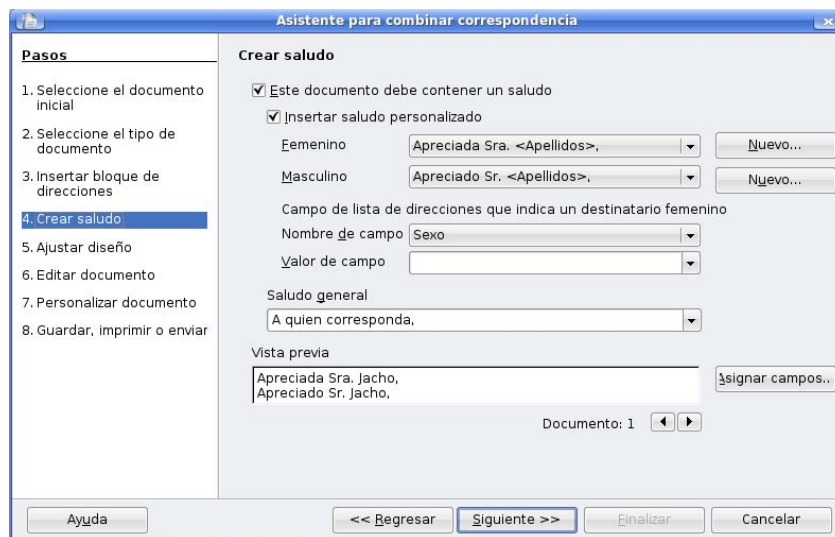 Asistente para combinar correspondencia
Pasos
1. Seleccione el documento
inicial
2. Seleccione el tipo de
documento
3. Insertar bloque de
direcciones
4. Crear saludo
5. Ajustar diseño
6. Editar documento
7. Personalizar documento
8. Guardar, imprimir o enviar
Crear saludo
Este documento debe contener un saludo
Insertar saludo personalizado
Femenino Apreciada Sra. <Apellidos>, Nuevo...
Masculino Apreciado Sr. <Apellidos>, Nuevo...
Campo de lista de direcciones que indica un destinatario femenino
Nombre de campo Sexo
Valor de campo
Saludo general
A quien corresponda,
Vista previa
Apreciada Sra. Jacho,
Apreciado Sr. Jacho,
Asignar campos..
Documento: 1
Ayuda << Regresar Siguiente >> Finalizar Cancelar